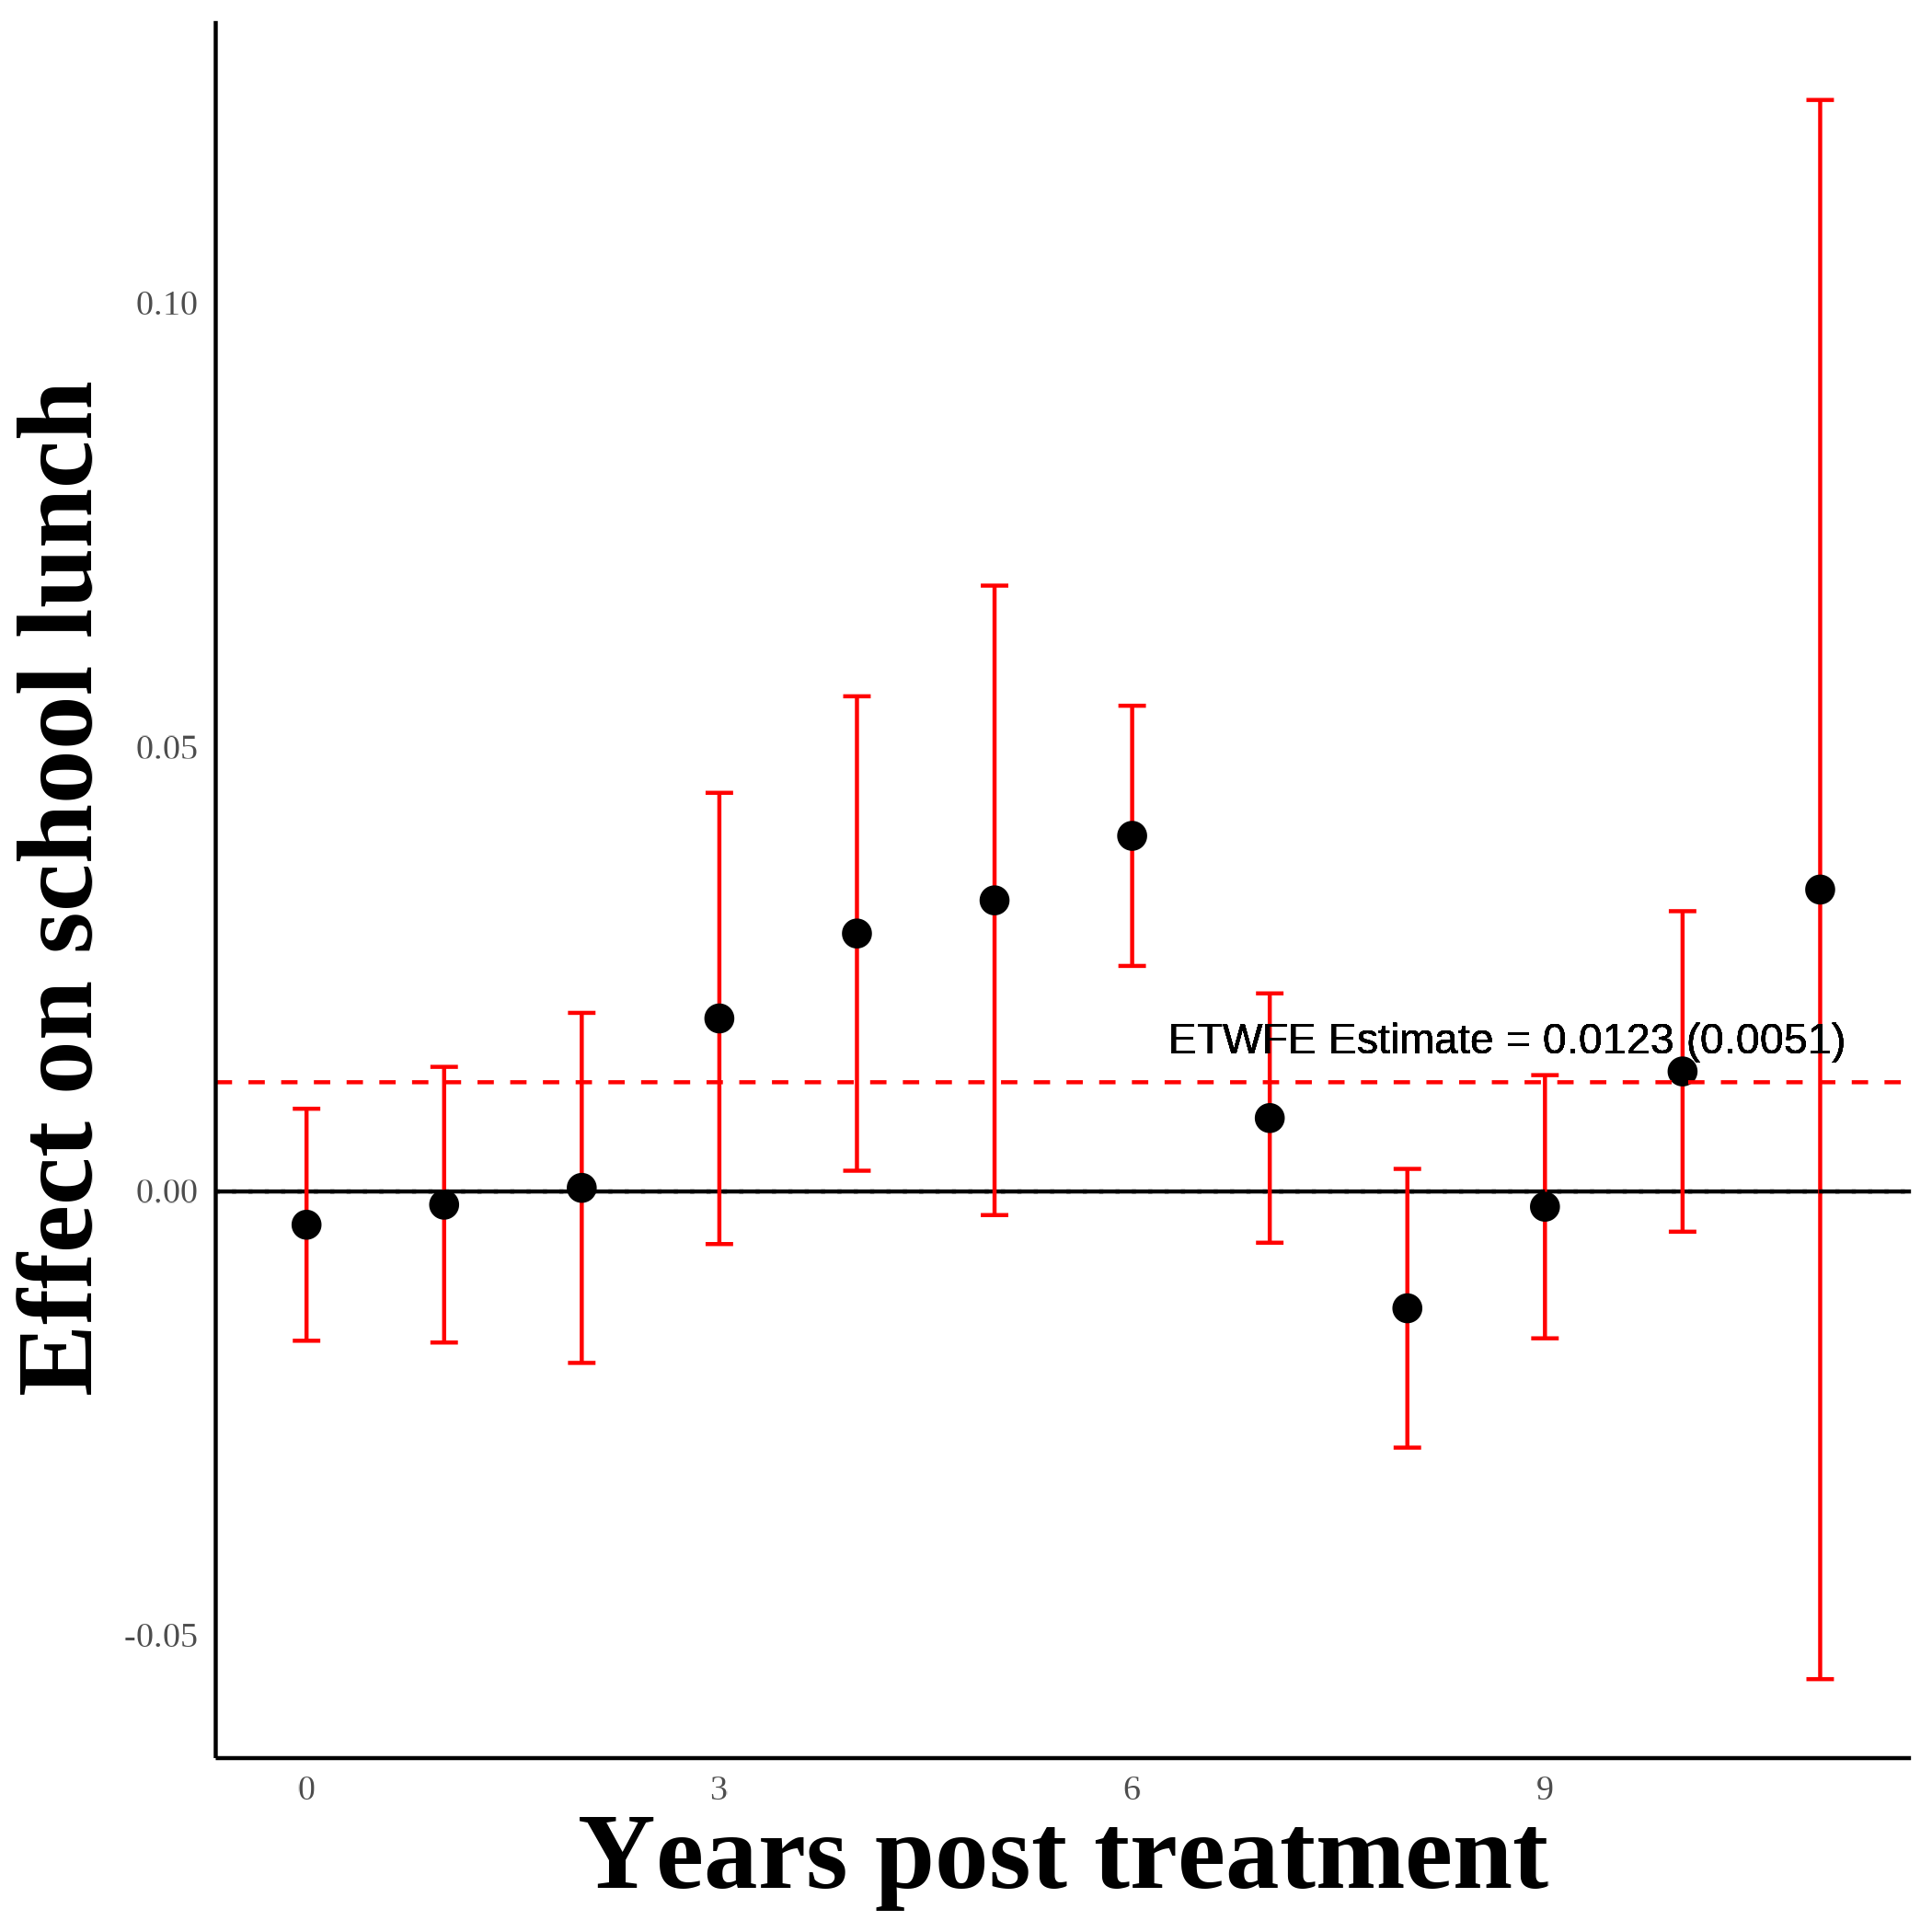 Effect on school lunch
0.10
0.05
0.00
-0.05
ETWFE Estimate = 0.0123 (0.0051)
0 3 6 9
Years post treatment